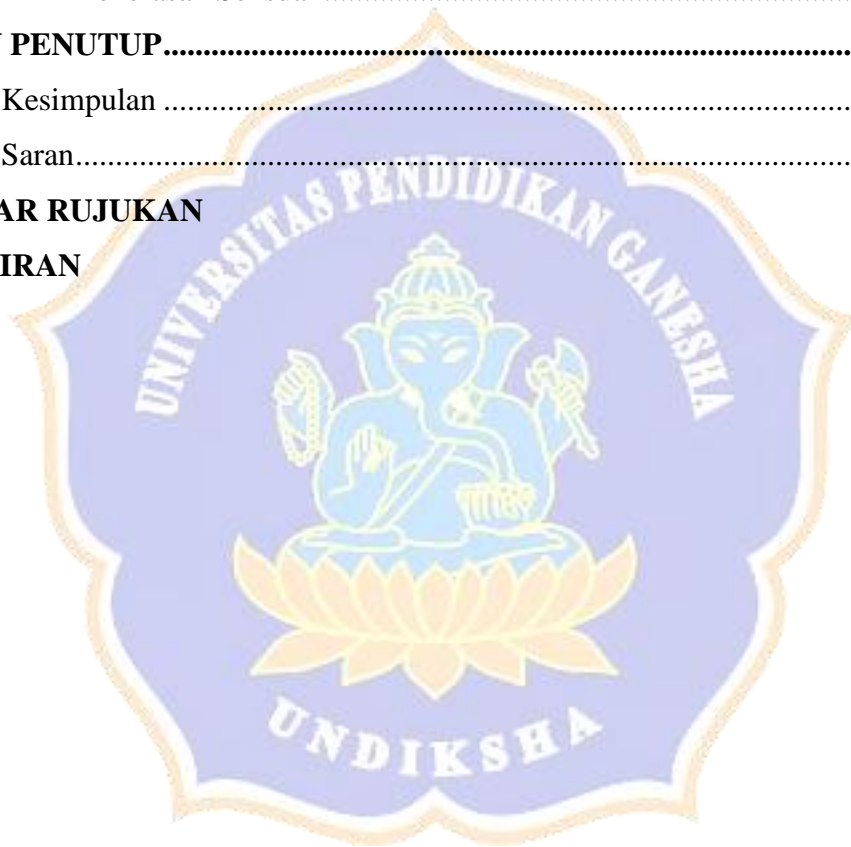 PENUTUP..........................................................................................
Kesimpulan ..........................................................................................
Saran..........................................................................................
AR RUJUKAN
IRAN
UNIVERSITAS PENDIDIKAN GANESHA
UNDIKSHA